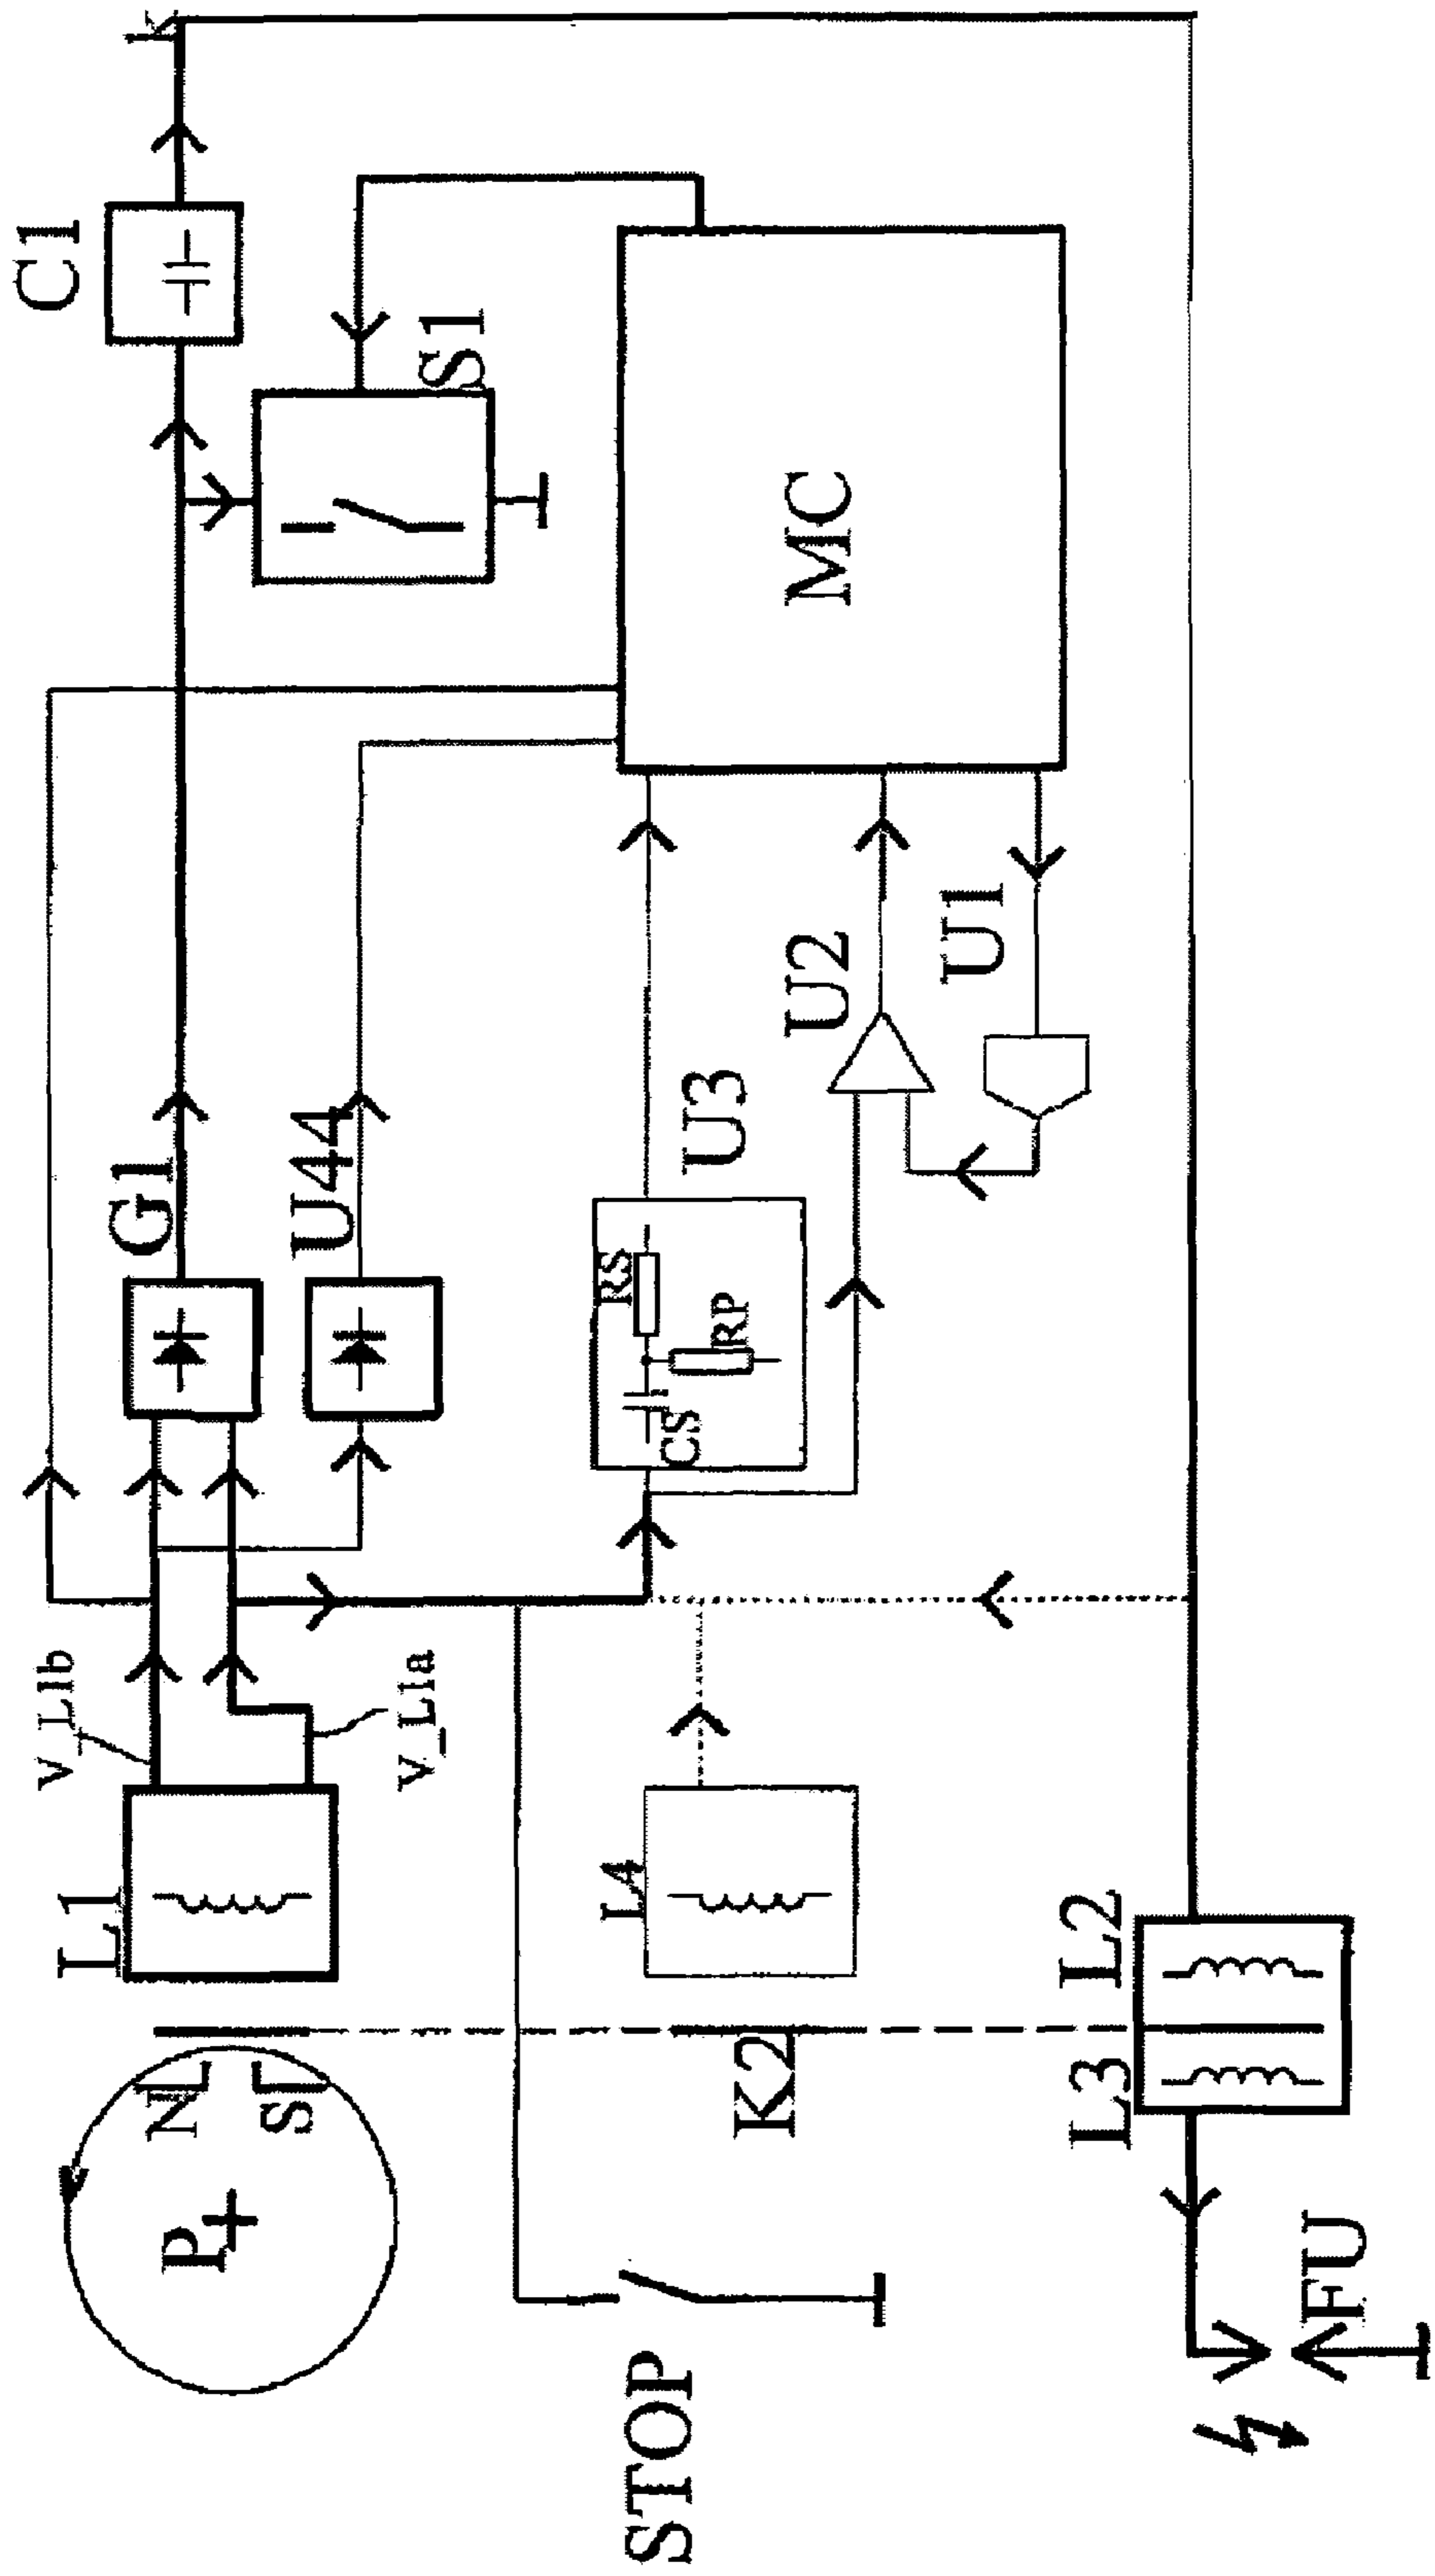 K
C1
S1
MC
G1
U44
U3
U2
U1
RS
RP
CS
V_L1b
V_L1a
L1
L4
L2
L3
K2
N
S
P
STOP
FU